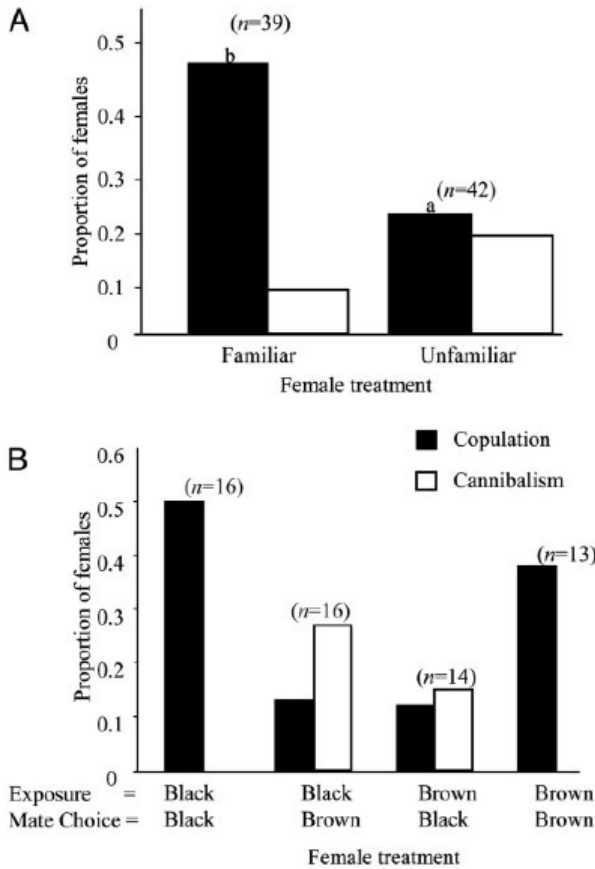 A
(n=39)
0.5
b
0.4
0.3
(n=42)
a
0.2
0.1
0
Proportion of females
Familiar Unfamiliar
Female treatment
B
0.6
Copulation
(n=16)
Cannibalism
0.5
(n=13)
0.4
(n=16)
0.3
0.2
(n=14)
0.1
Proportion of females
Exposure = Black Black Brown Brown
Mate Choice = Black Brown Black Brown
Female treatment